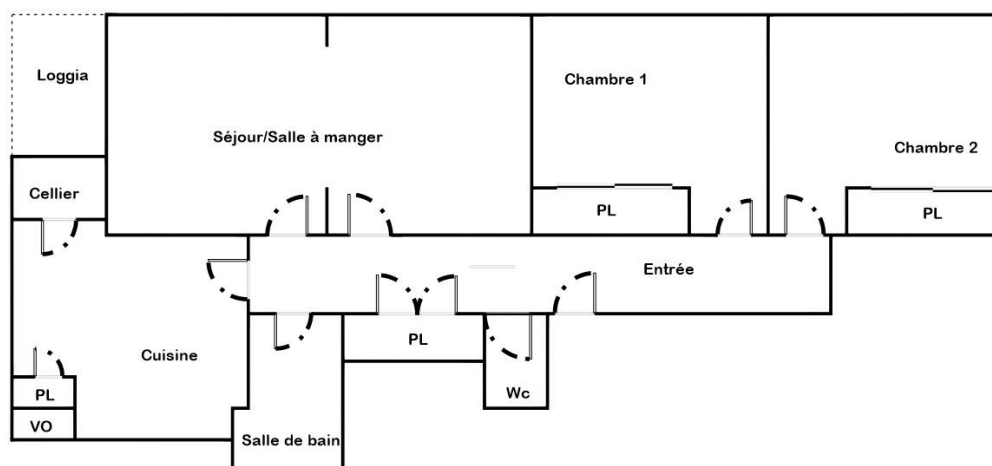 Loggia
Chambre 1
Séjour/Salle à manger
Chambre 2
Cellier
PL
PL
Entrée
PL
Cuisine
PL
Wc
VO
Salle de bain